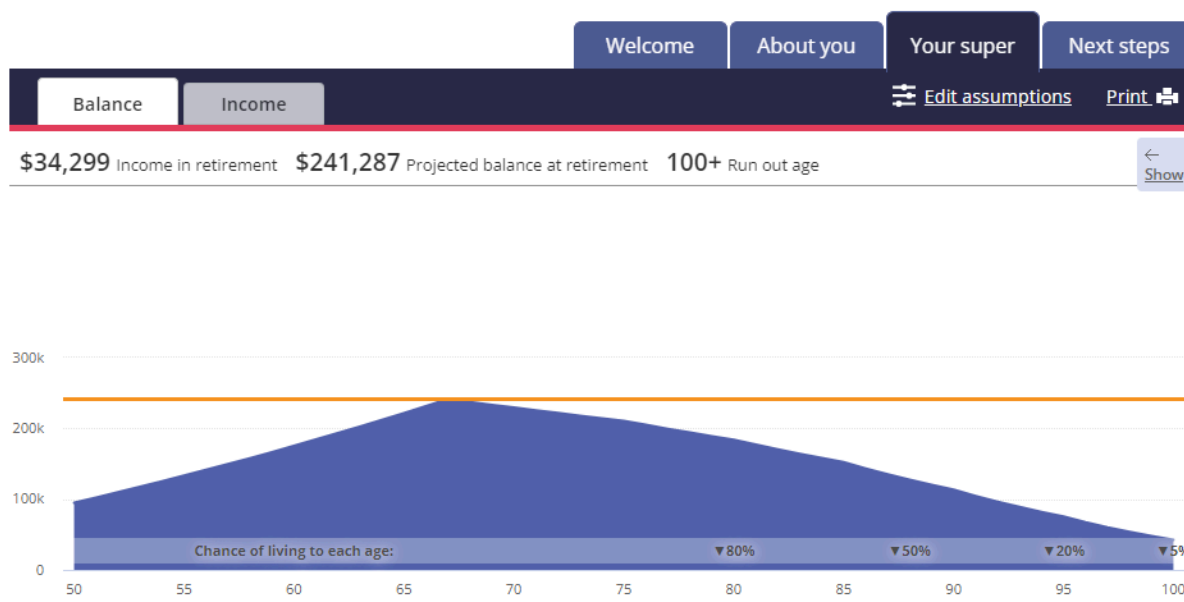 Welcome About you Your super Next steps
Balance Income Edit assumptions Print
$34,299 Income in retirement $241,287 Projected balance at retirement 100+ Run out age
←
Show
300k
200k
100k
Chance of living to each age: ▼80% ▼50% ▼20% ▼5%
0
50 55 60 65 70 75 80 85 90 95 100